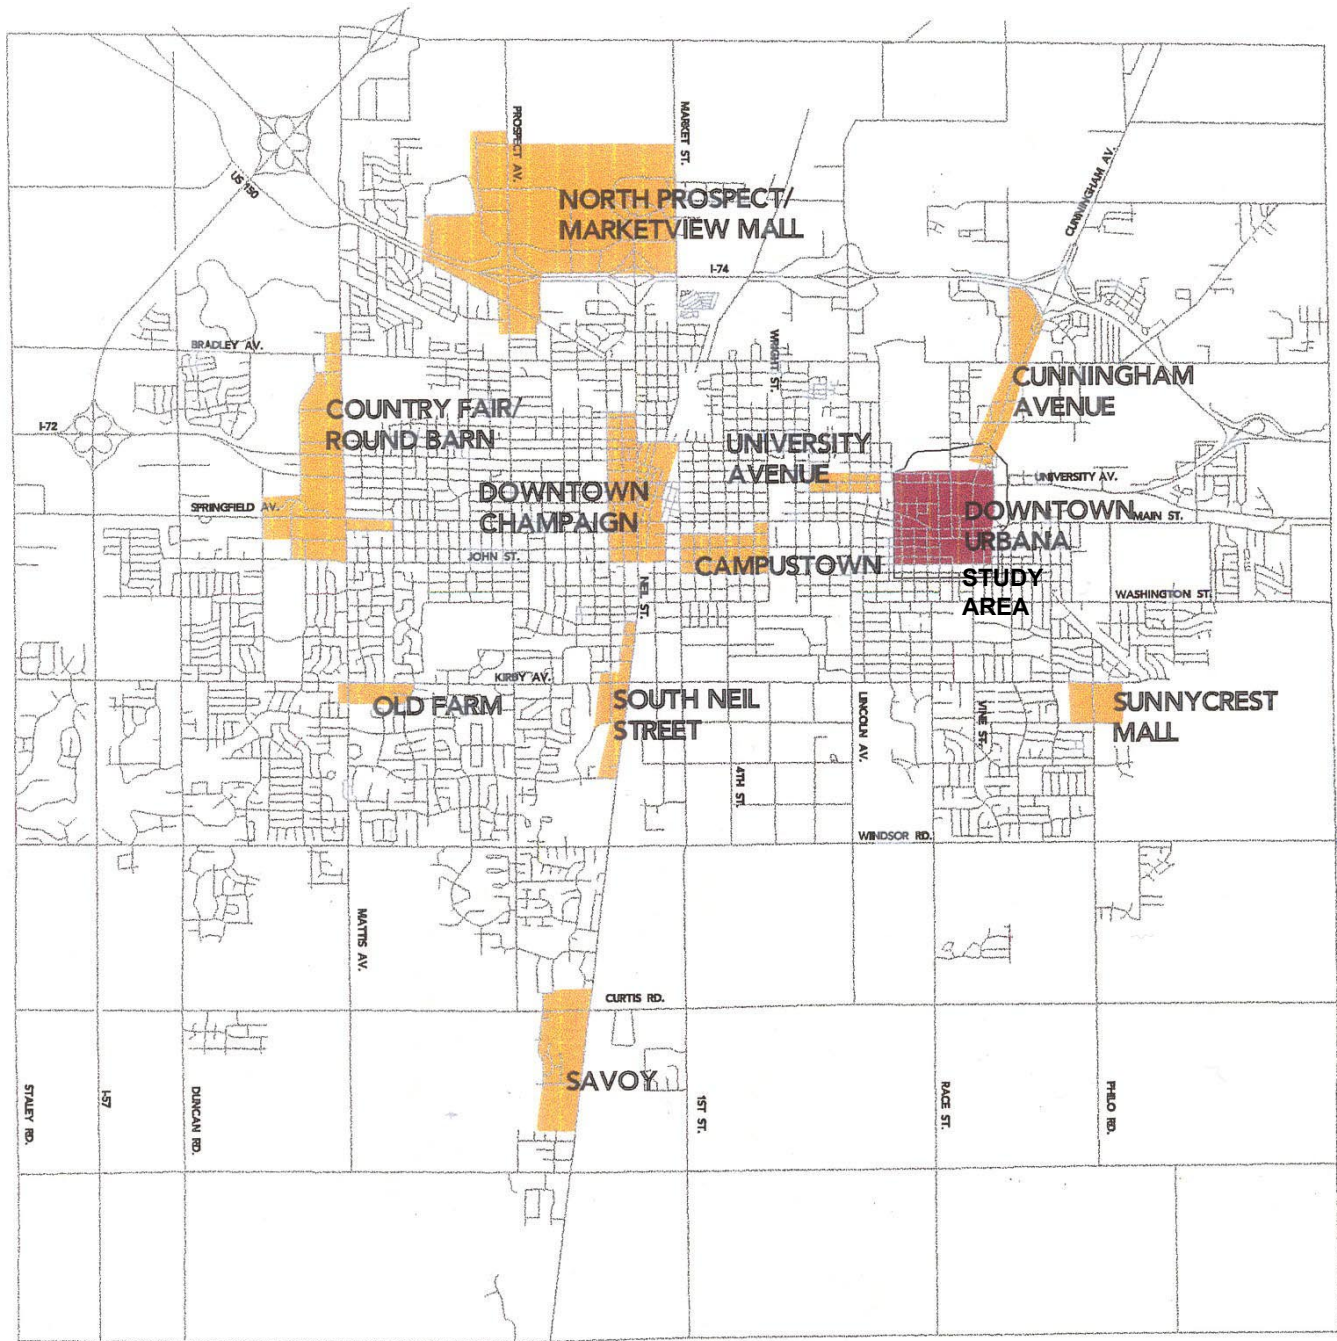 PROSPECT AV.
MARKET ST.
CUNNINGHAM AV.
US 150
NORTH PROSPECT/
MARKETVIEW MALL
I-74
BRADLEY AV.
WRIGHT ST.
CUNNINGHAM
AVENUE
COUNTRY FAIR/
ROUND BARN
I-72
UNIVERSITY
AVENUE
UNIVERSITY AV.
DOWNTOWN
CHAMPAIGN
SPRINGFIELD AV.
DOWNTOWN
URBANA
MAIN ST.
JOHN ST.
CAMPUSTOWN
STUDY
AREA
NEIL ST.
WASHINGTON ST.
KIRBY AV.
OLD FARM
SOUTH NEIL
STREET
LINCOLN AV.
VINE ST.
SUNNYCREST
MALL
4TH ST.
WINDSOR RD.
MATTIS AV.
CURTIS RD.
SAVOY
STALEY RD.
I-57
DUNCAN RD.
1ST ST.
RACE ST.
PHILO RD.